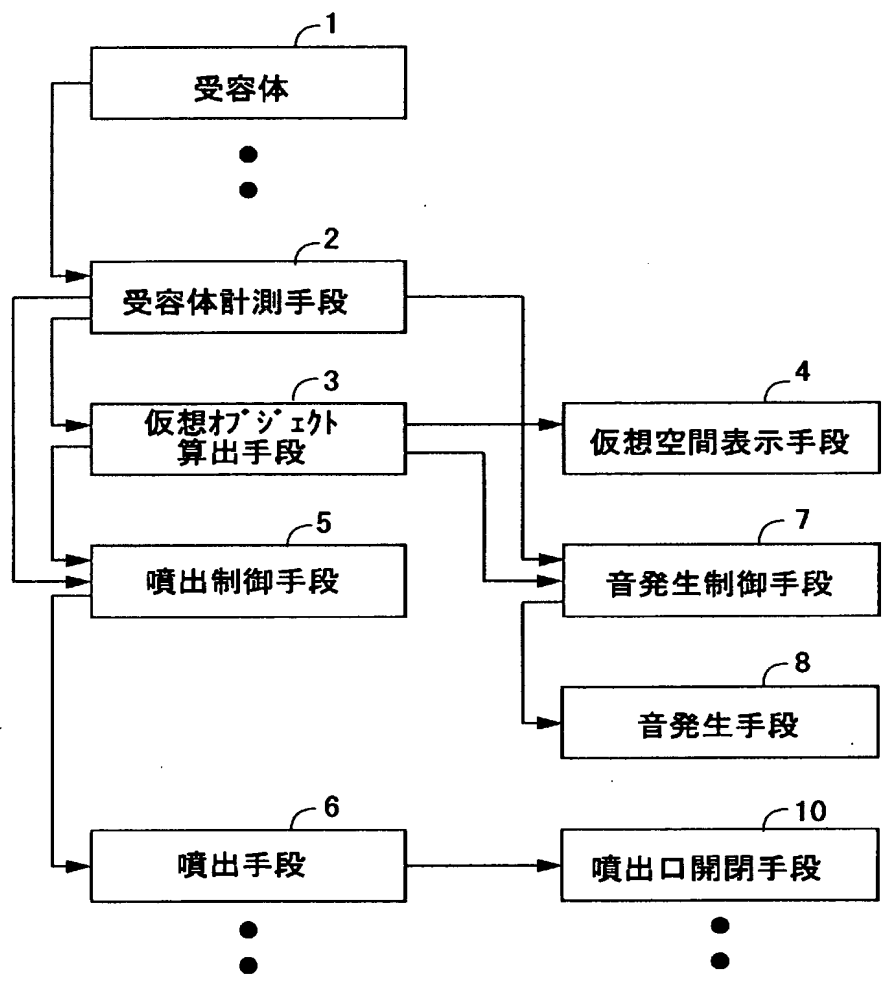 1
受容体
2
受容体計測手段
3
仮想ｵﾌﾞｼﾞｪｸﾄ
算出手段
4
仮想空間表示手段
5
噴出制御手段
7
音発生制御手段
8
音発生手段
6
噴出手段
10
噴出口開閉手段